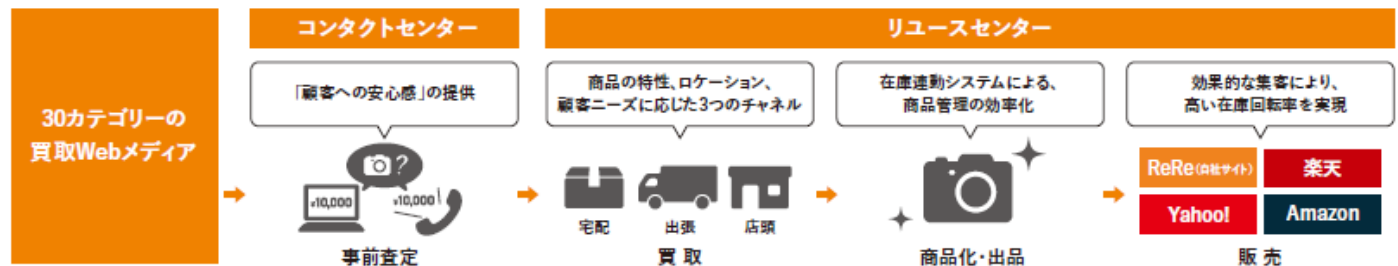 30カテゴリーの
買取Webメディア
コンタクトセンター
「顧客への安心感」の提供
?
¥10,000
¥10,000
事前査定
リユースセンター
商品の特性、ロケーション、
顧客ニーズに応じた3つのチャネル
宅配
出張
店頭
買取
在庫連動システムによる、
商品管理の効率化
商品化・出品
効果的な集客により、
高い在庫回転率を実現
ReRe(自社サイト)
楽天
Yahoo!
Amazon
販売